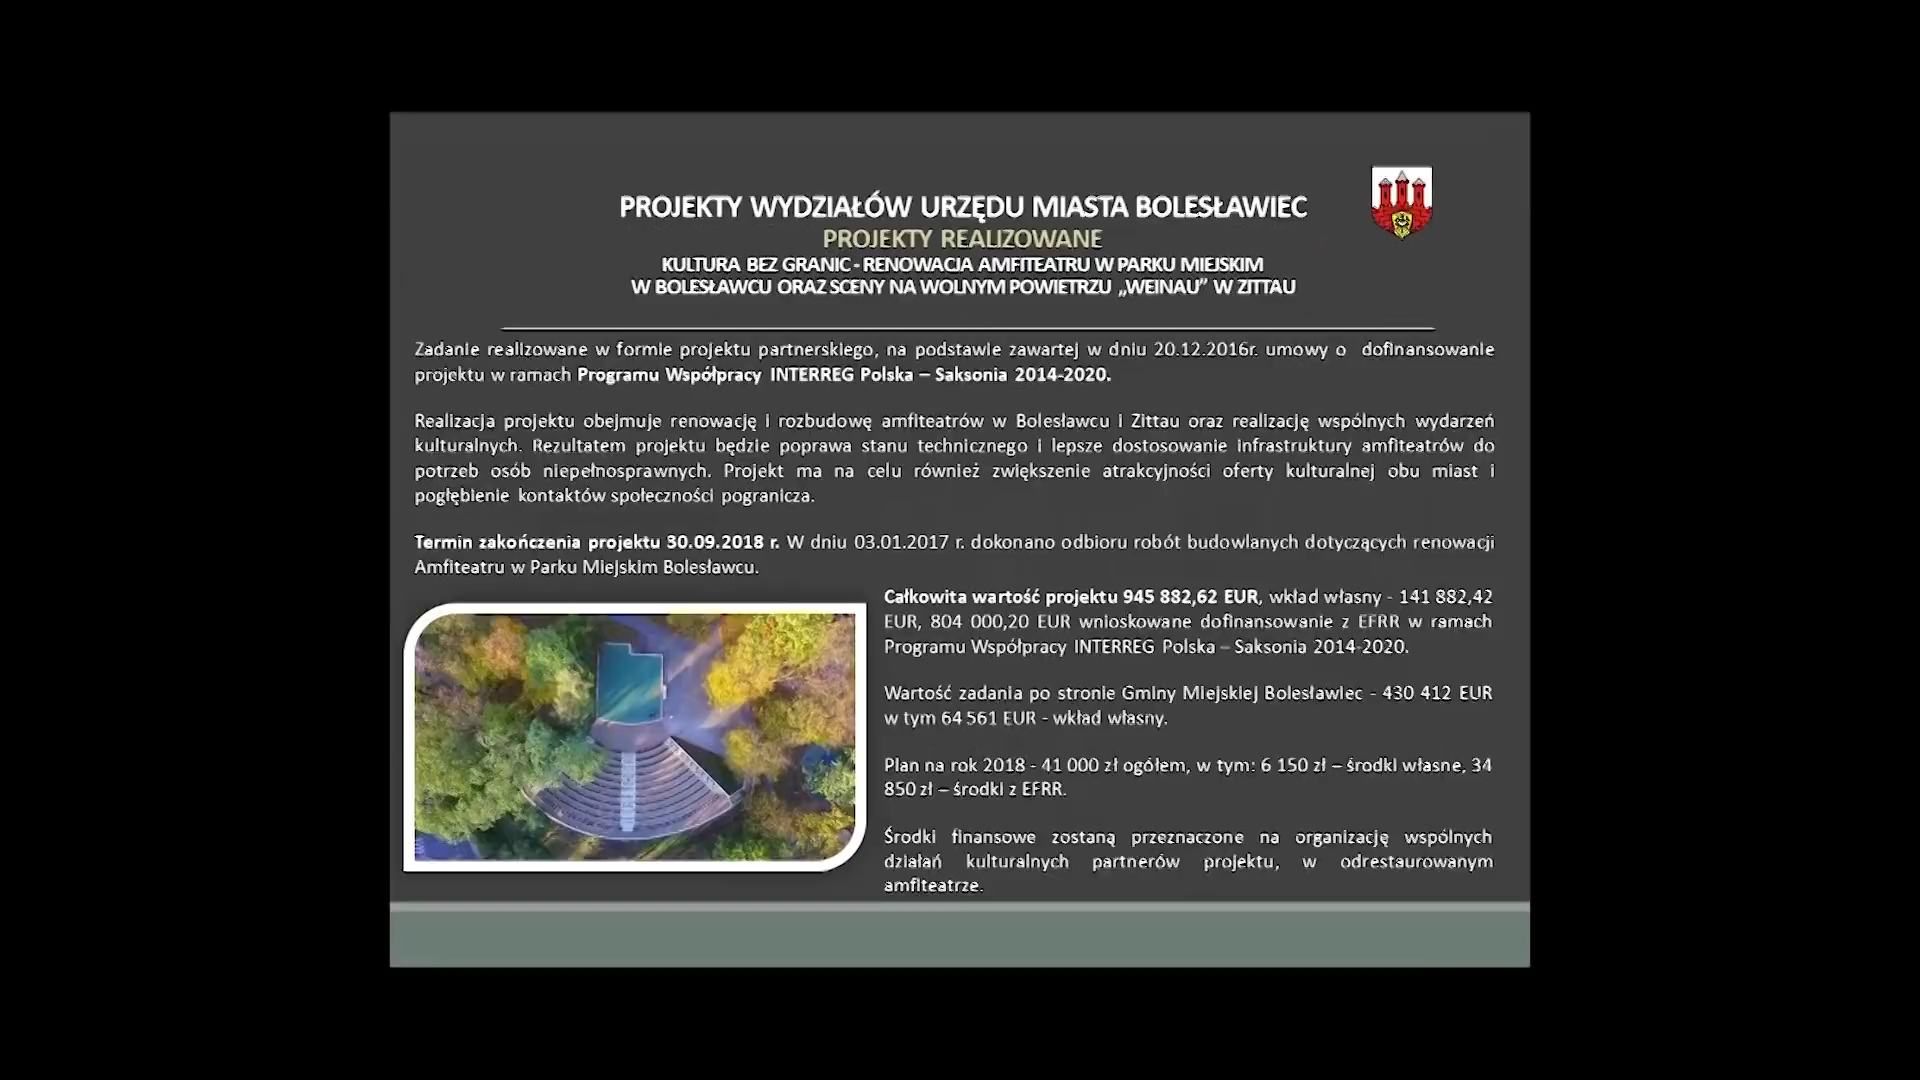 PROJEKTY WYDZIAŁÓW URZĘDU MIASTA BOLESŁAWIEC
PROJEKTY REALIZOWANE
KULTURA BEZ GRANIC - RENOWACJA AMFITEATRU W PARKU MIEJSKIM
W BOLESŁAWCU ORAZ SCENY NA WOLNYM POWIETRZU „WEINAU” W ZITTAU
Zadanie realizowane w formie projektu partnerskiego, na podstawie zawartej w dniu 20.12.2016r. umowy o dofinansowanie
projektu w ramach Programu Współpracy INTERREG Polska – Saksonia 2014-2020.
Realizacja projektu obejmuje renowację i rozbudowę amfiteatrów w Bolesławcu i Zittau oraz realizację wspólnych wydarzeń
kulturalnych. Rezultatem projektu będzie poprawa stanu technicznego i lepsze dostosowanie infrastruktury amfiteatrów do
potrzeb osób niepełnosprawnych. Projekt ma na celu również zwiększenie atrakcyjności oferty kulturalnej obu miast i
pogłębienie kontaktów społeczności pogranicza.
Termin zakończenia projektu 30.09.2018 r. W dniu 03.01.2017 r. dokonano odbioru robót budowlanych dotyczących renowacji
Amfiteatru w Parku Miejskim Bolesławcu.
Całkowita wartość projektu 945 882,62 EUR, wkład własny - 141 882,42
EUR, 804 000,20 EUR wnioskowane dofinansowanie z EFRR w ramach
Programu Współpracy INTERREG Polska – Saksonia 2014-2020.
Wartość zadania po stronie Gminy Miejskiej Bolesławiec - 430 412 EUR
w tym 64 561 EUR - wkład własny.
Plan na rok 2018 - 41 000 zł ogółem, w tym: 6 150 zł – środki własne, 34
850 zł – środki z EFRR.
Środki finansowe zostaną przeznaczone na organizację wspólnych
działań kulturalnych partnerów projektu, w odrestaurowanym
amfiteatrze.